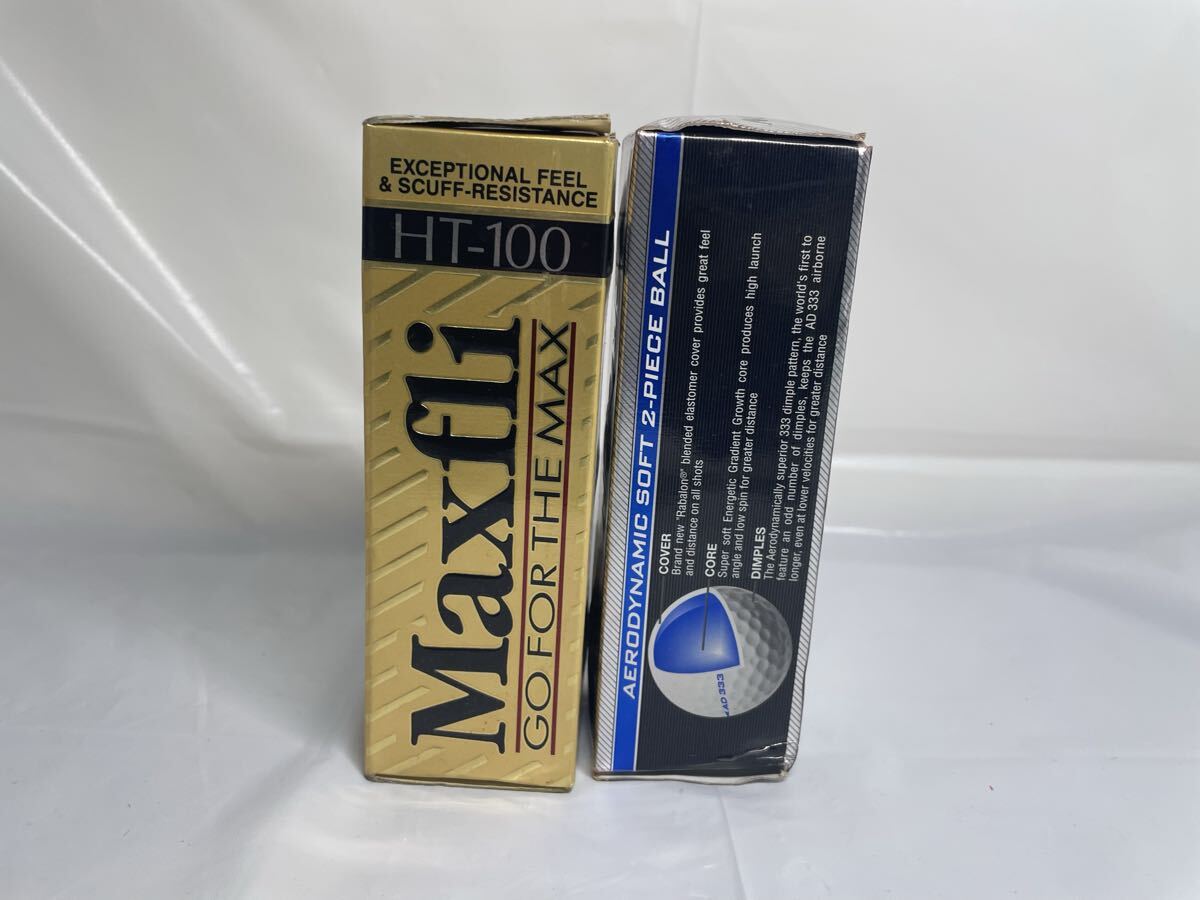 EXCEPTIONAL FEEL
& SCUFF-RESISTANCE
HT-100
Maxfli
GO FOR THE MAX
AERODYNAMIC SOFT 2-PIECE BALL
COVER
Brand new "Rabalon®" blended elastomer cover provides great feel
and distance on all shots
CORE
Super soft Energetic Gradient Growth core produces high launch
angle and low spin for greater distance
DIMPLES
The Aerodynamically superior 333 dimple pattern, the world's first to
feature an odd number of dimples, keeps the AD 333 airborne
longer, even at lower velocities for greater distance
AD 333